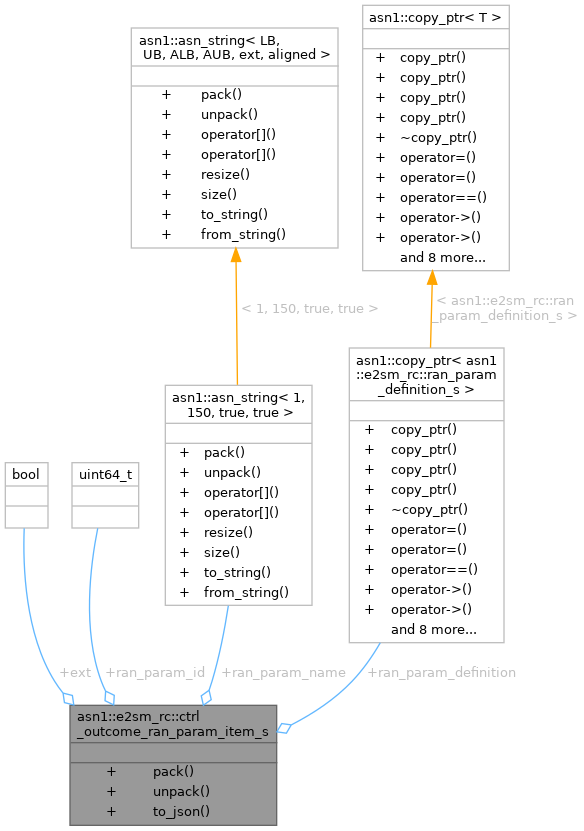 asn1::asn_string< LB,
UB, ALB, AUB, ext, aligned >
+ pack()
+ unpack()
+ operator[]()
+ operator[]()
+ resize()
+ size()
+ to_string()
+ from_string()
asn1::copy_ptr< T >
+ copy_ptr()
+ copy_ptr()
+ copy_ptr()
+ copy_ptr()
+ ~copy_ptr()
+ operator=()
+ operator=()
+ operator==()
+ operator->()
+ operator->()
and 8 more...
< 1, 150, true, true >
< asn1::e2sm_rc::ran
_param_definition_s >
asn1::asn_string< 1,
150, true, true >
+ pack()
+ unpack()
+ operator[]()
+ operator[]()
+ resize()
+ size()
+ to_string()
+ from_string()
asn1::copy_ptr< asn1
::e2sm_rc::ran_param
_definition_s >
+ copy_ptr()
+ copy_ptr()
+ copy_ptr()
+ copy_ptr()
+ ~copy_ptr()
+ operator=()
+ operator=()
+ operator==()
+ operator->()
+ operator->()
and 8 more...
bool
uint64_t
+ext
+ran_param_id
+ran_param_name
+ran_param_definition
asn1::e2sm_rc::ctrl
_outcome_ran_param_item_s
+ pack()
+ unpack()
+ to_json()